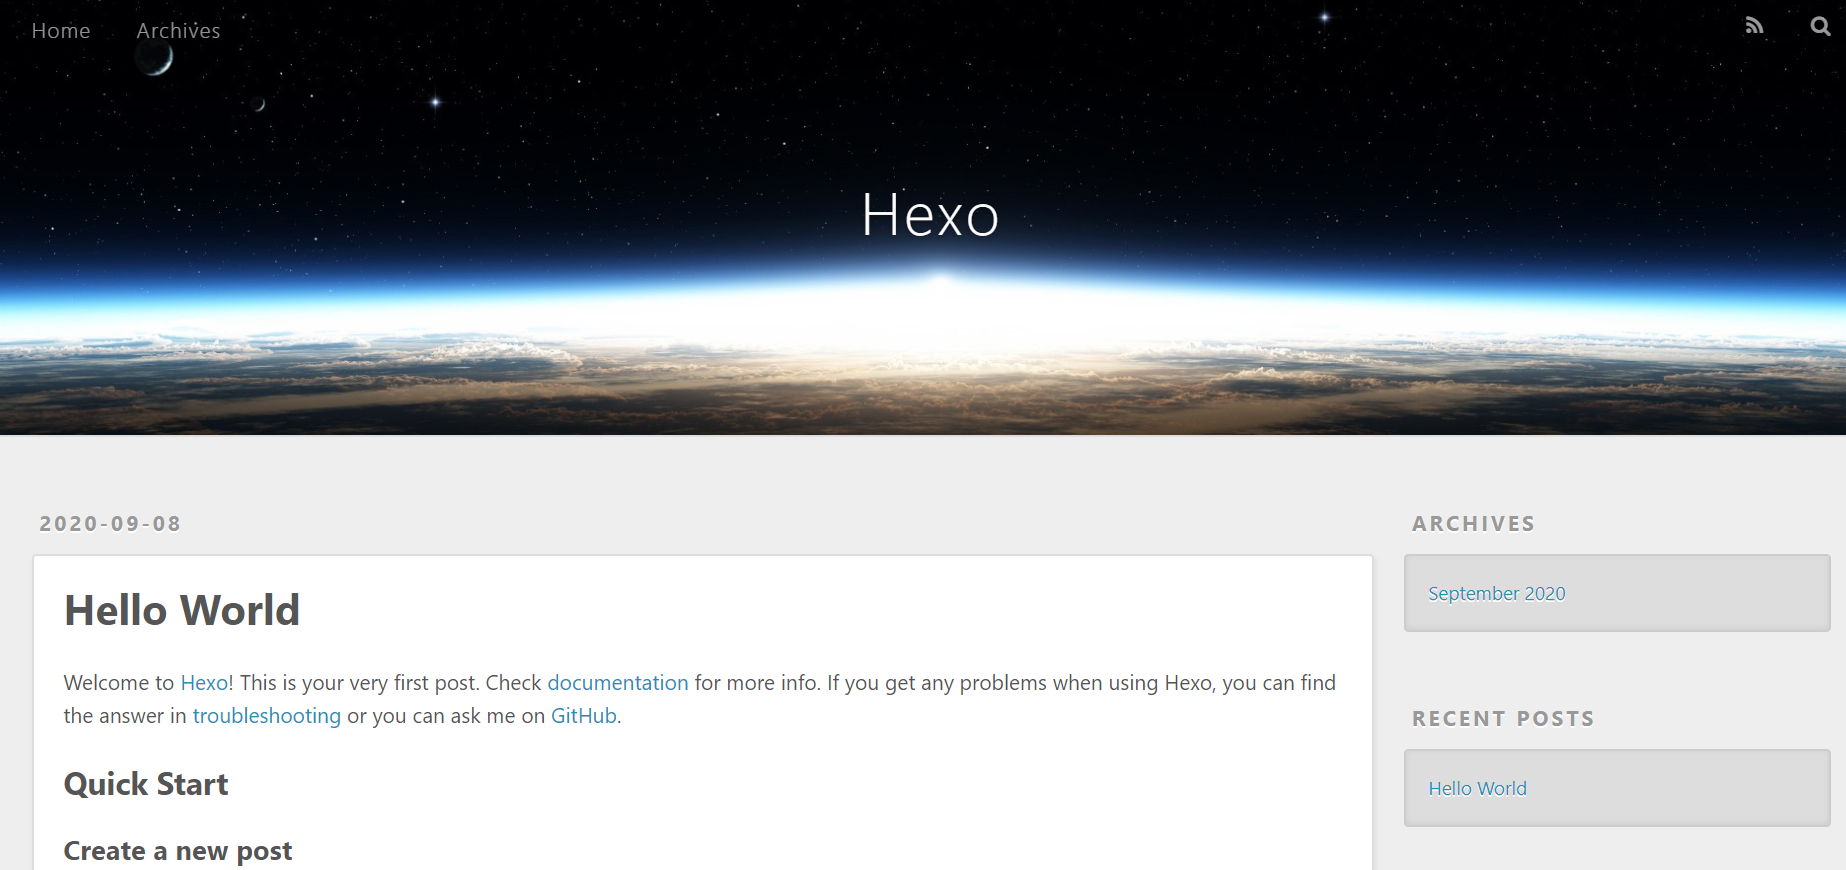 Home
Archives
Hexo
2020-09-08
Hello World
Welcome to Hexo! This is your very first post. Check documentation for more info. If you get any problems when using Hexo, you can find
the answer in troubleshooting or you can ask me on GitHub.
Quick Start
Create a new post
ARCHIVES
September 2020
RECENT POSTS
Hello World